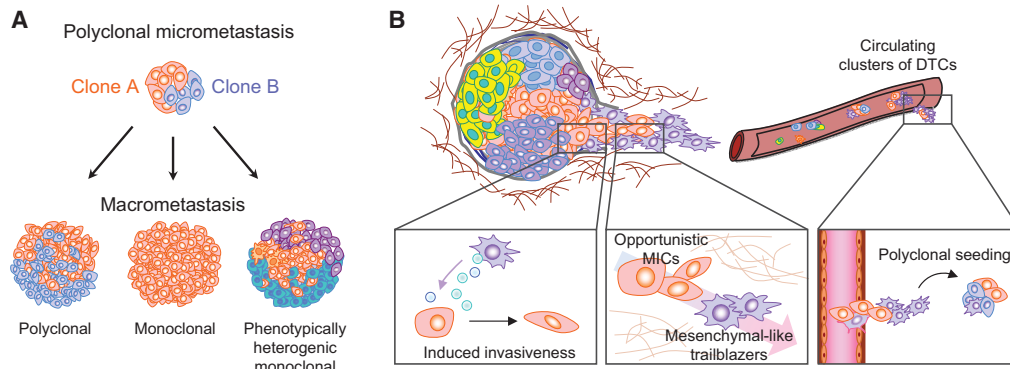 A
Polyclonal micrometastasis
Clone A
Clone B
Macrometastasis
Polyclonal
Monoclonal
Phenotypically
heterogenic
monoclonal
B
Circulating
clusters of DTCs
Induced invasiveness
Opportunistic
MICs
Mesenchymal-like
trailblazers
Polyclonal seeding